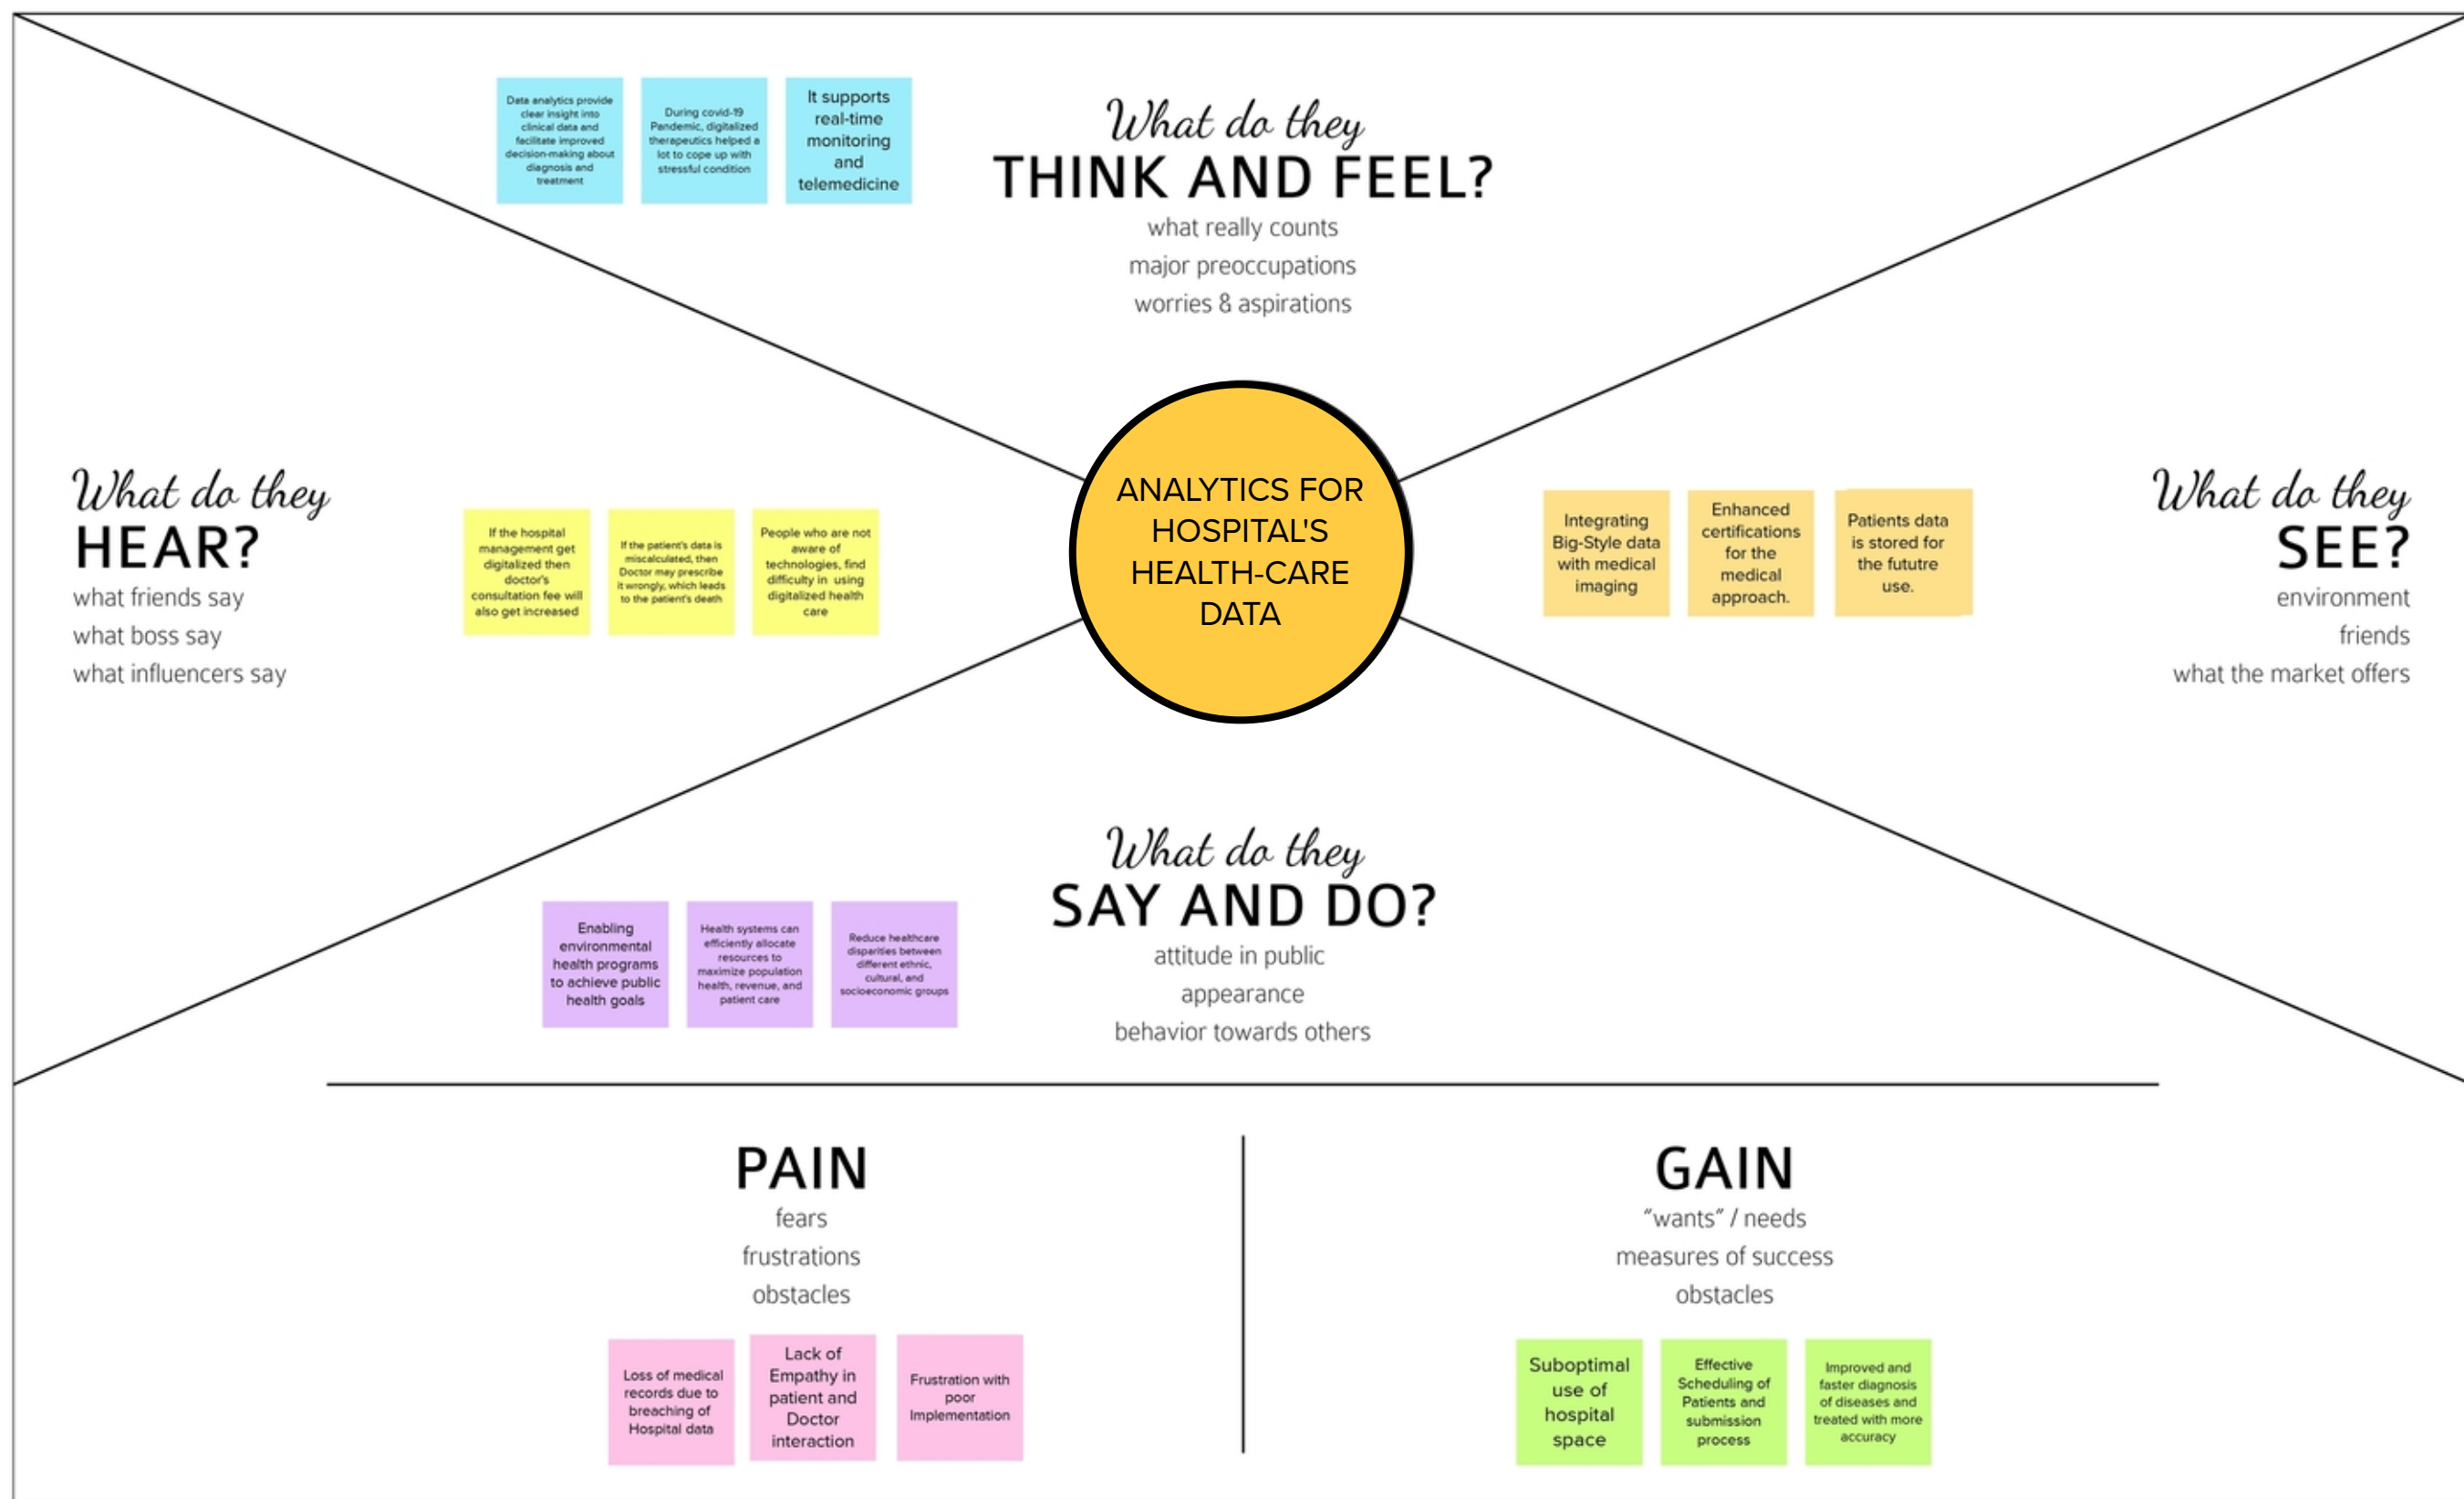 Data analytics provide
clear insight into
clinical data and
facilitate improved
decision-making about
diagnosis and
treatment
During covid-19
Pandemic, digitalized
therapeutics helped a
lot to cope up with
stressful condition
It supports
real-time
monitoring
and
telemedicine
What do they
THINK AND FEEL?
what really counts
major preoccupations
worries & aspirations
What do they
HEAR?
what friends say
what boss say
what influencers say
If the hospital
management get
digitalized then
doctor's
consultation fee will
also get increased
If the patient's data is
miscalculated, then
Doctor may prescribe
it wrongly, which leads
to the patient's death
People who are not
aware of
technologies, find
difficulty in using
digitalized health
care
ANALYTICS FOR
HOSPITAL'S
HEALTH-CARE
DATA
Integrating
Big-Style data
with medical
imaging
Enhanced
certifications
for the
medical
approach.
Patients data
is stored for
the fututre
use.
What do they
SEE?
environment
friends
what the market offers
What do they
SAY AND DO?
attitude in public
appearance
behavior towards others
Enabling
environmental
health programs
to achieve public
health goals
Health systems can
efficiently allocate
resources to
maximize population
health, revenue, and
patient care
Reduce healthcare
disparities between
different ethnic,
cultural, and
socioeconomic groups
PAIN
fears
frustrations
obstacles
Loss of medical
records due to
breaching of
Hospital data
Lack of
Empathy in
patient and
Doctor
interaction
Frustration with
poor
Implementation
GAIN
“wants” / needs
measures of success
obstacles
Suboptimal
use of
hospital
space
Effective
Scheduling of
Patients and
submission
process
Improved and
faster diagnosis
of diseases and
treated with more
accuracy